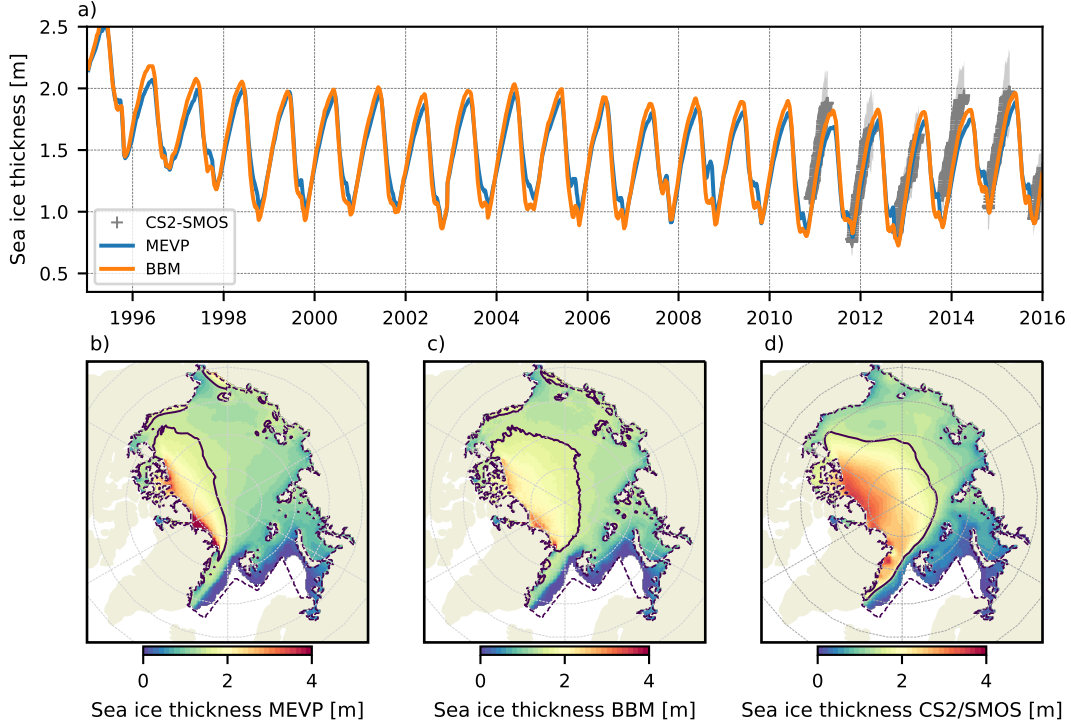 a)
Sea ice thickness [m]
2.5
2.0
1.5
1.0
0.5
CS2-SMOS
MEVP
BBM
1996 1998 2000 2002 2004 2006 2008 2010 2012 2014 2016
b) c) d)
0 2 4 0 2 4 0 2 4
Sea ice thickness MEVP [m] Sea ice thickness BBM [m] Sea ice thickness CS2/SMOS [m]